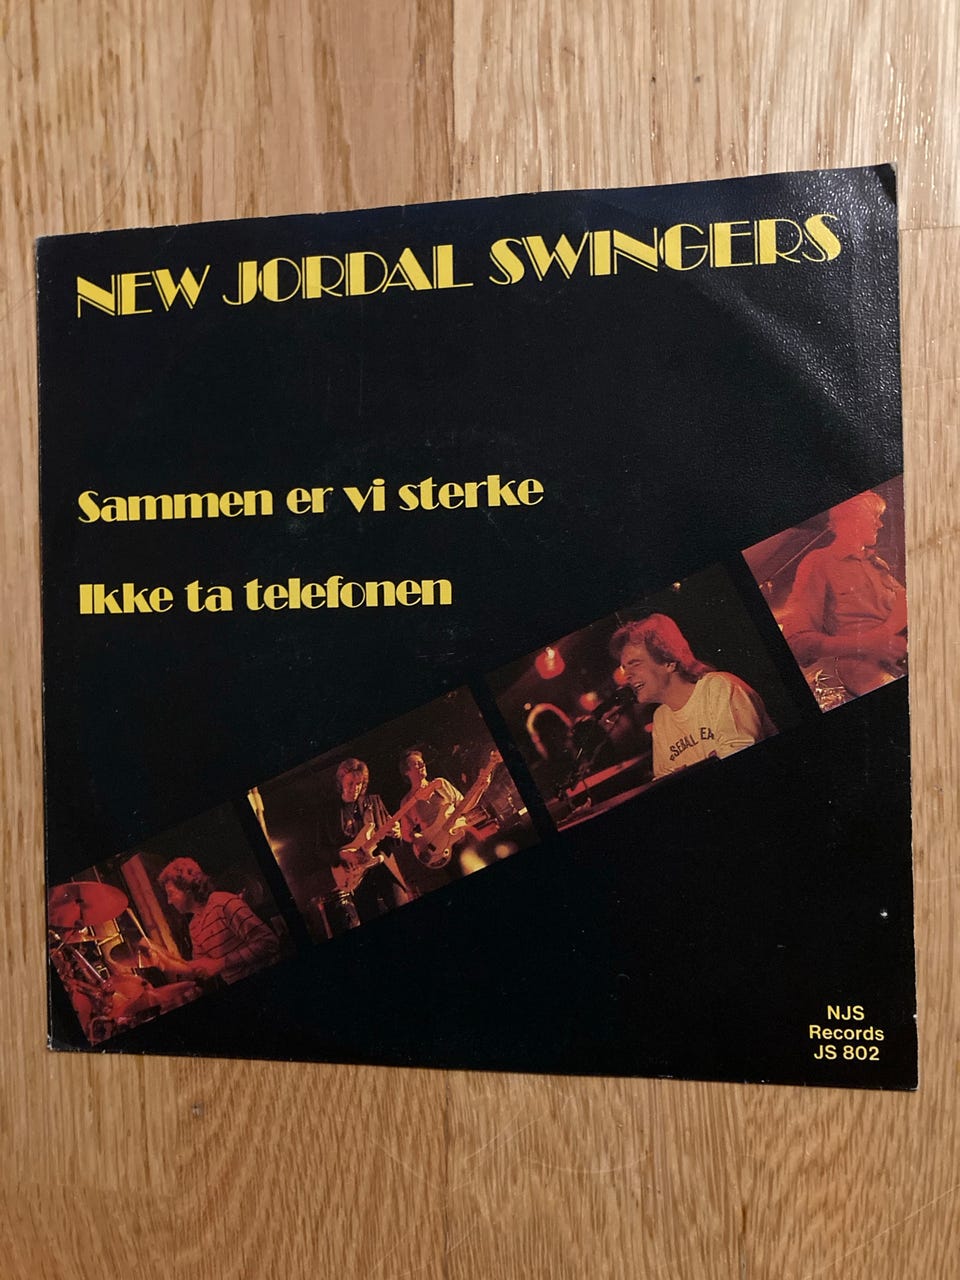 NEW JORDAL SWINGERS
Sammen er vi sterke
Ikke ta telefonen
NJS
Records
JS 802